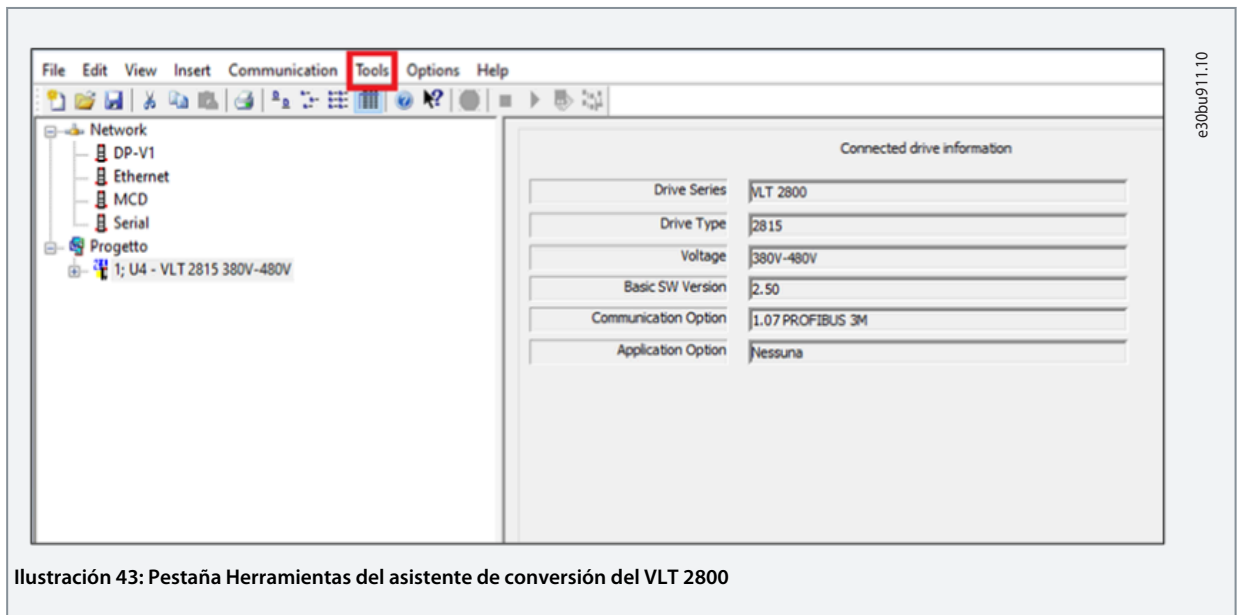 File Edit View Insert Communication Tools Options Help
Network
DP-V1
Ethernet
MCD
Serial
Progetto
1; U4 - VLT 2815 380V-480V
Connected drive information
Drive Series VLT 2800
Drive Type 2815
Voltage 380V-480V
Basic SW Version 2.50
Communication Option 1.07 PROFIBUS 3M
Application Option Nessuna
e30bu911.10
Ilustración 43: Pestaña Herramientas del asistente de conversión del VLT 2800